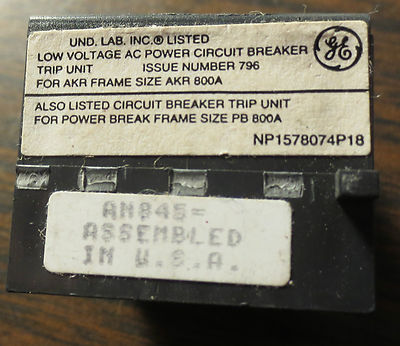 UND. LAB. INC.® LISTED
LOW VOLTAGE AC POWER CIRCUIT BREAKER
TRIP UNIT ISSUE NUMBER 796
FOR AKR FRAME SIZE AKR 800A
GE
ALSO LISTED CIRCUIT BREAKER TRIP UNIT
FOR POWER BREAK FRAME SIZE PB 800A
NP1578074P18
AN845=
ASSEMBLED
IN U.S.A.